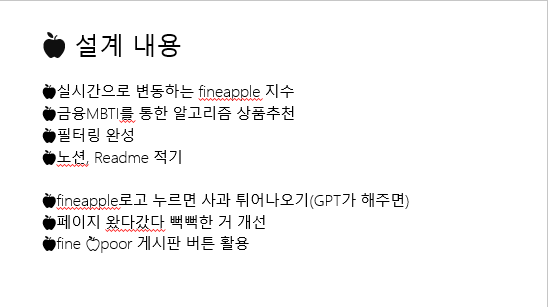 🍎 설계 내용
🍎실시간으로 변동하는 fineapple 지수
🍎금융MBTI를 통한 알고리즘 상품추천
🍎필터링 완성
🍎노션, Readme 적기
🍎fineapple로고 누르면 사과 튀어나오기(GPT가 해주면)
🍎페이지 왔다갔다 뻑뻑한 거 개선
🍎fine 🍎poor 게시판 버튼 활용